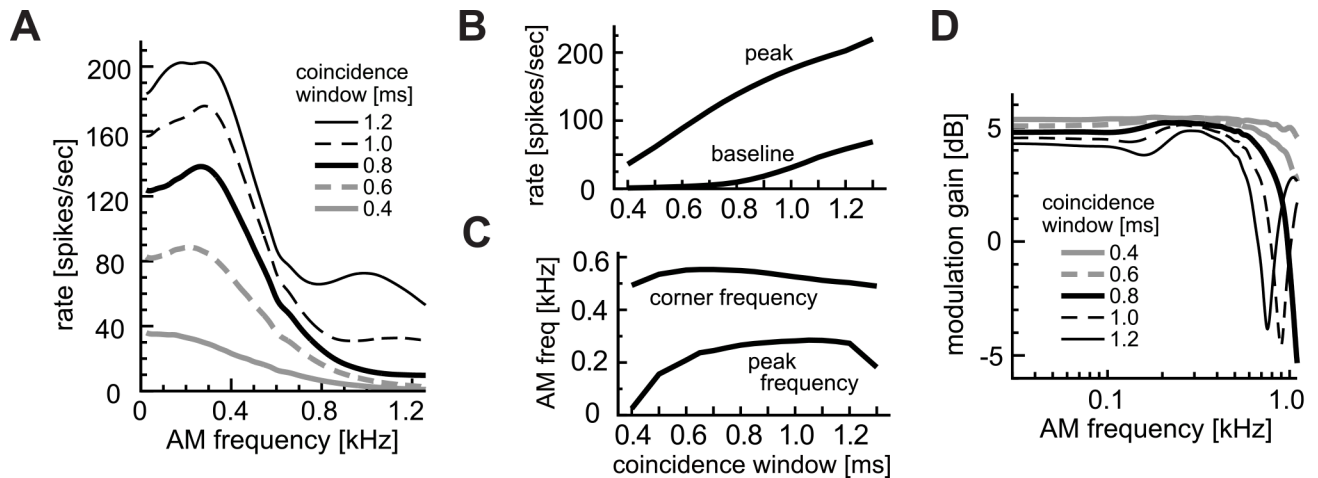 A
rate [spikes/sec]
200
160
120
80
40
0
0
0.4
0.8
1.2
AM frequency [kHz]
coincidence
window [ms]
1.2
1.0
0.8
0.6
0.4
B
rate [spikes/sec]
200
100
0
peak
baseline
0.4
0.6
0.8
1.0
1.2
C
AM freq [kHz]
0.6
0.4
0.2
0
corner frequency
peak
frequency
0.4
0.6
0.8
1.0
1.2
coincidence window [ms]
D
modulation gain [dB]
5
0
-5
coincidence
window [ms]
0.4
0.6
0.8
1.0
1.2
0.1
1.0
AM frequency [kHz]